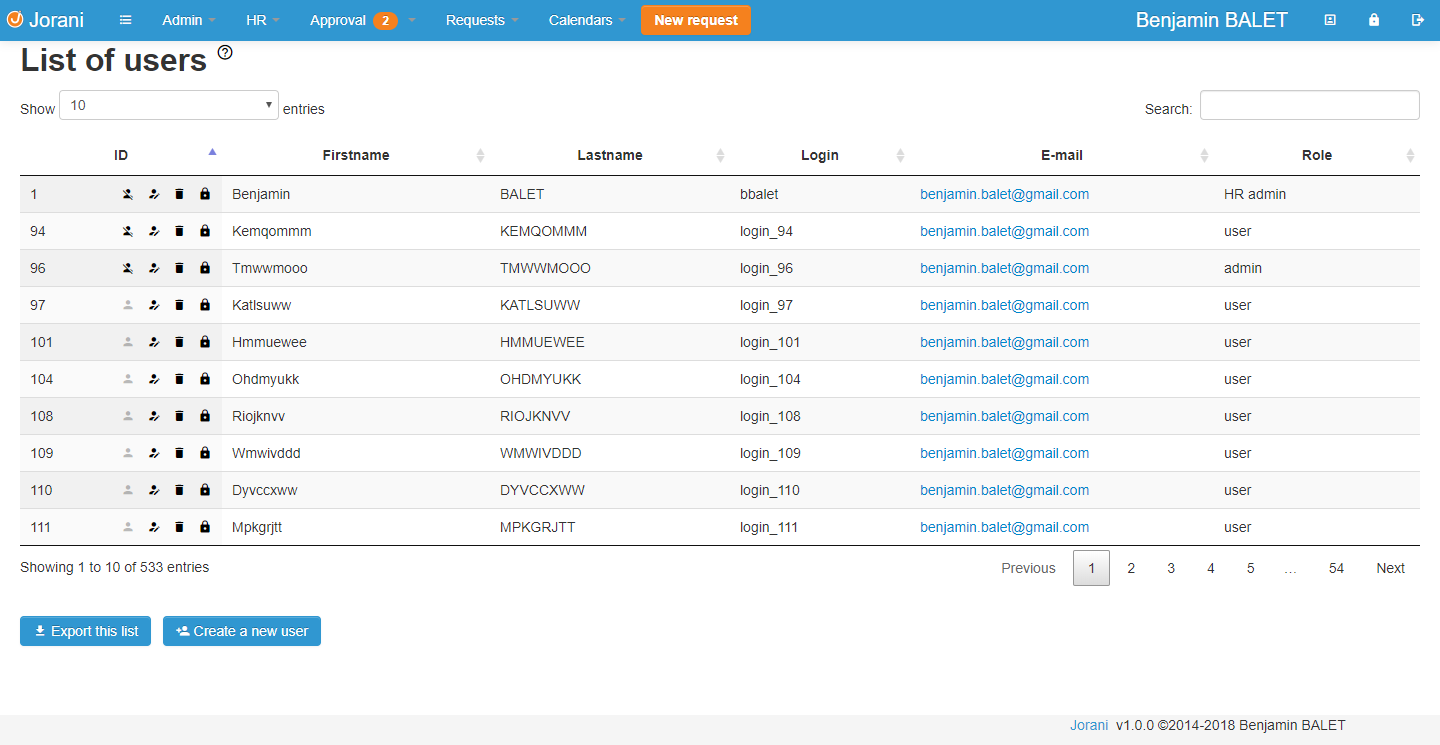 Jorani Admin HR Approval 2 Requests Calendars New request Benjamin BALET
List of users
Show 10 entries Search:
ID Firstname Lastname Login E-mail Role
1 Benjamin BALET bbalet benjamin.balet@gmail.com HR admin
94 Kemqommm KEMQOMMM login_94 benjamin.balet@gmail.com user
96 Tmwwmooo TMWWMOOO login_96 benjamin.balet@gmail.com admin
97 Katlsuww KATLSUWW login_97 benjamin.balet@gmail.com user
101 Hmmuewee HMMUEWEE login_101 benjamin.balet@gmail.com user
104 Ohdmyukk OHDMYUKK login_104 benjamin.balet@gmail.com user
108 Riojknvv RIOJKNVV login_108 benjamin.balet@gmail.com user
109 Wmwivddd WMWIVDDD login_109 benjamin.balet@gmail.com user
110 Dyvccxww DYVCCXWW login_110 benjamin.balet@gmail.com user
111 Mpkgrjtt MPKGRJTT login_111 benjamin.balet@gmail.com user
Showing 1 to 10 of 533 entries Previous 1 2 3 4 5 … 54 Next
Export this list Create a new user
Jorani v1.0.0 ©2014-2018 Benjamin BALET